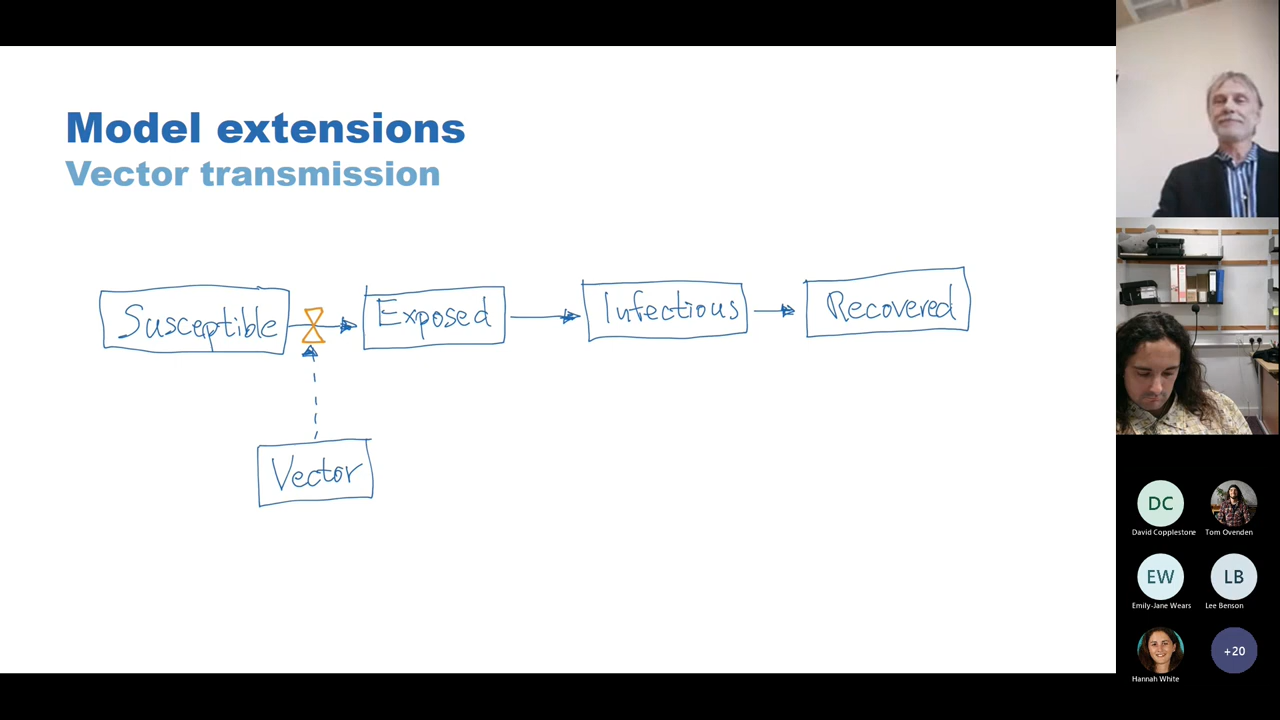 Model extensions
Vector transmission
Susceptible
Exposed
Infectious
Recovered
Vector
DC
David Copplestone
Tom Ovenden
EW
Emily-Jane Wears
LB
Lee Benson
Hannah White
+20